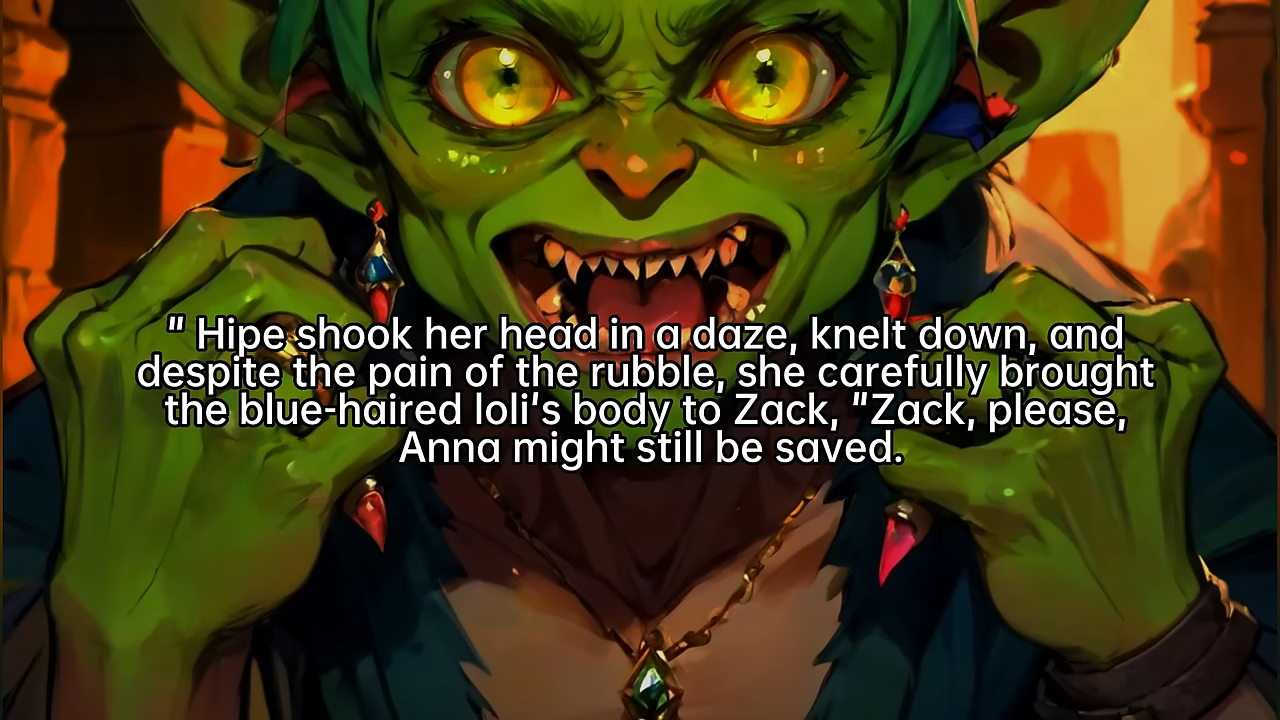 " Hipe shook her head in a daze, knelt down, and
despite the pain of the rubble, she carefully brought
the blue-haired loli's body to Zack, "Zack, please,
Anna might still be saved.